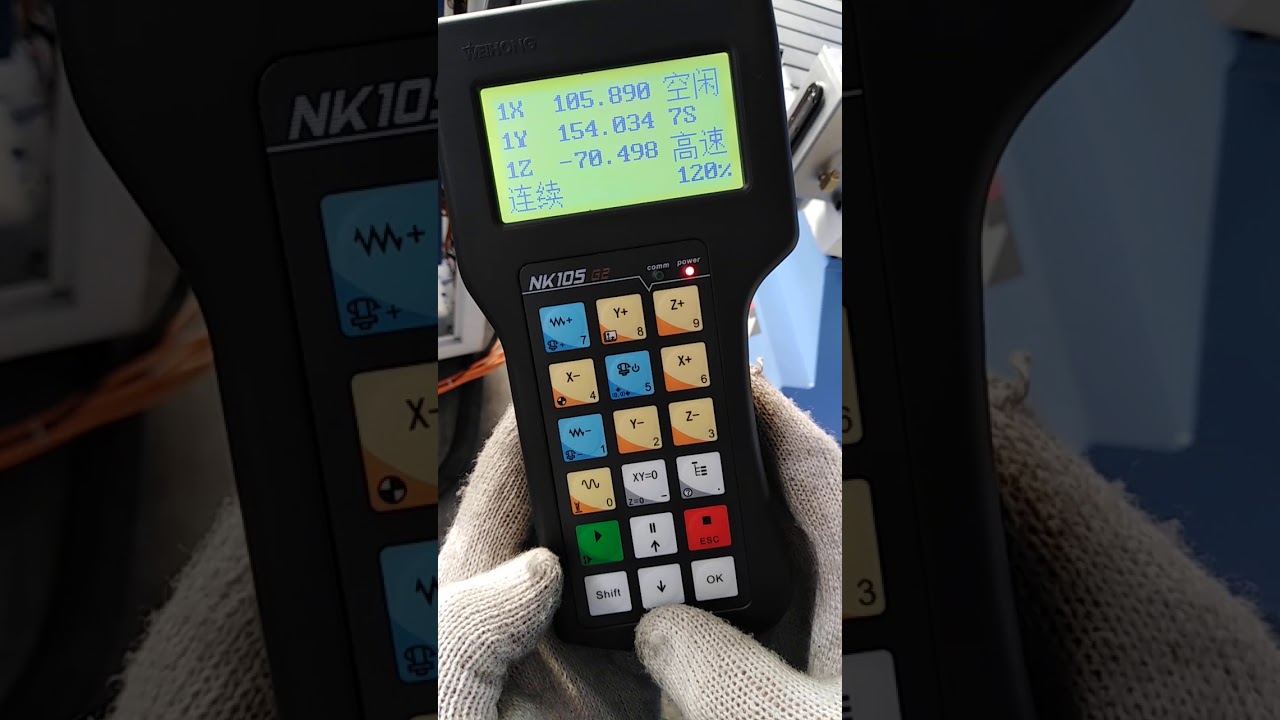 WEIHONG
1X 105.890 空闲
1Y 154.034 7S
1Z -70.498 高速
连续 120%
NK105 G2 comm power
+ 7
Y+ 8
Z+ 9
X- 4
5
X+ 6
- 1
Y- 2
Z- 3
0
XY=0 Z=0 -
.
ESC
Shift
OK
NK105
+
+
X-
3